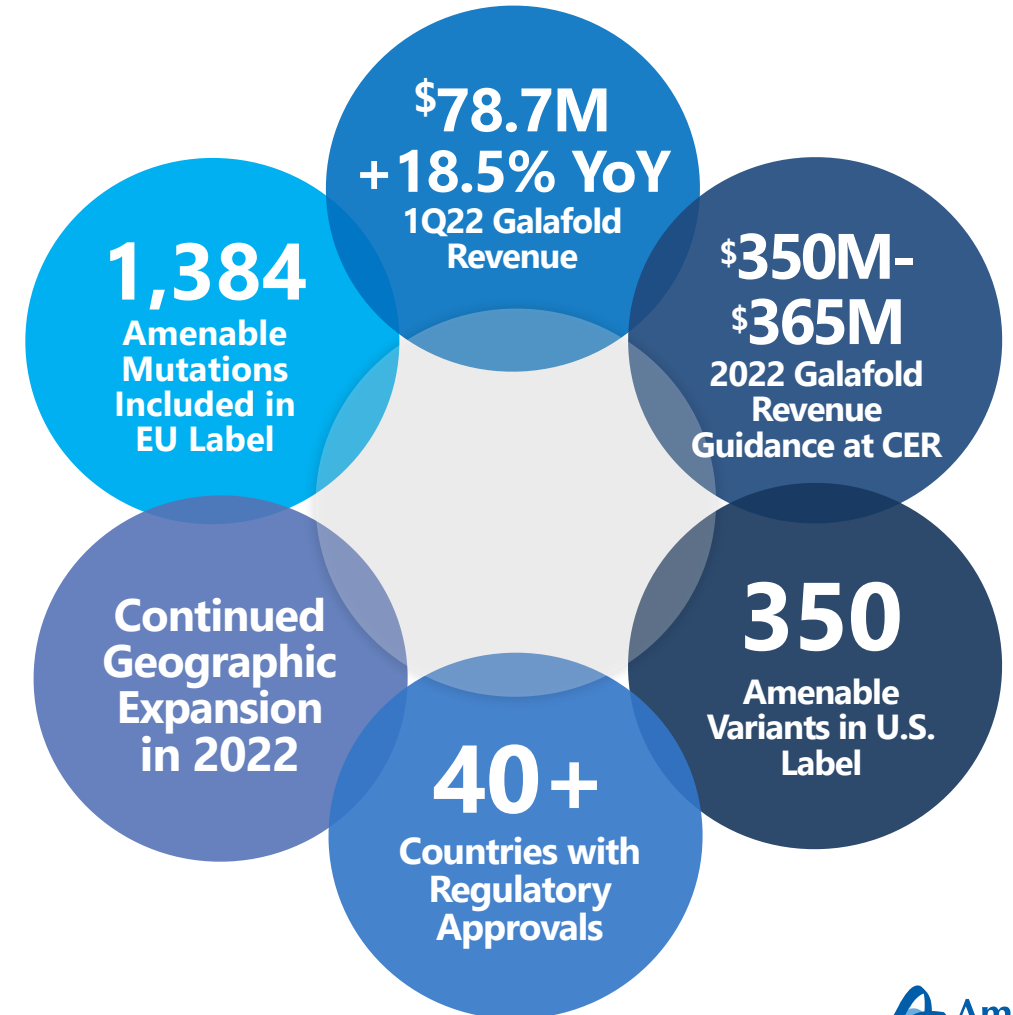 $78.7M
+18.5% YoY
1Q22 Galafold
Revenue
$350M-
$365M
2022 Galafold
Revenue
Guidance at CER
350
Amenable
Variants in U.S.
Label
40+
Countries with
Regulatory
Approvals
Continued
Geographic
Expansion
in 2022
1,384
Amenable
Mutations
Included in
EU Label